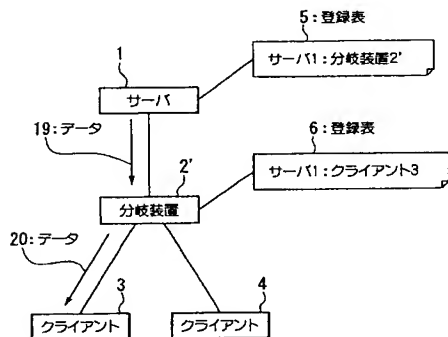 5:登録表
1
サーバ1:分岐装置2'
サーバ
19:データ
6:登録表
2'
サーバ1:クライアント3
分岐装置
20:データ
3
4
クライアント
クライアント